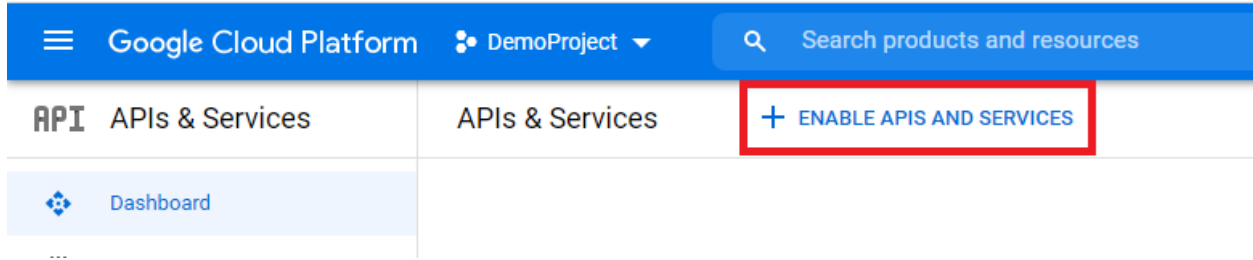 Google Cloud Platform DemoProject Search products and resources
API APIs & Services APIs & Services + ENABLE APIS AND SERVICES
Dashboard